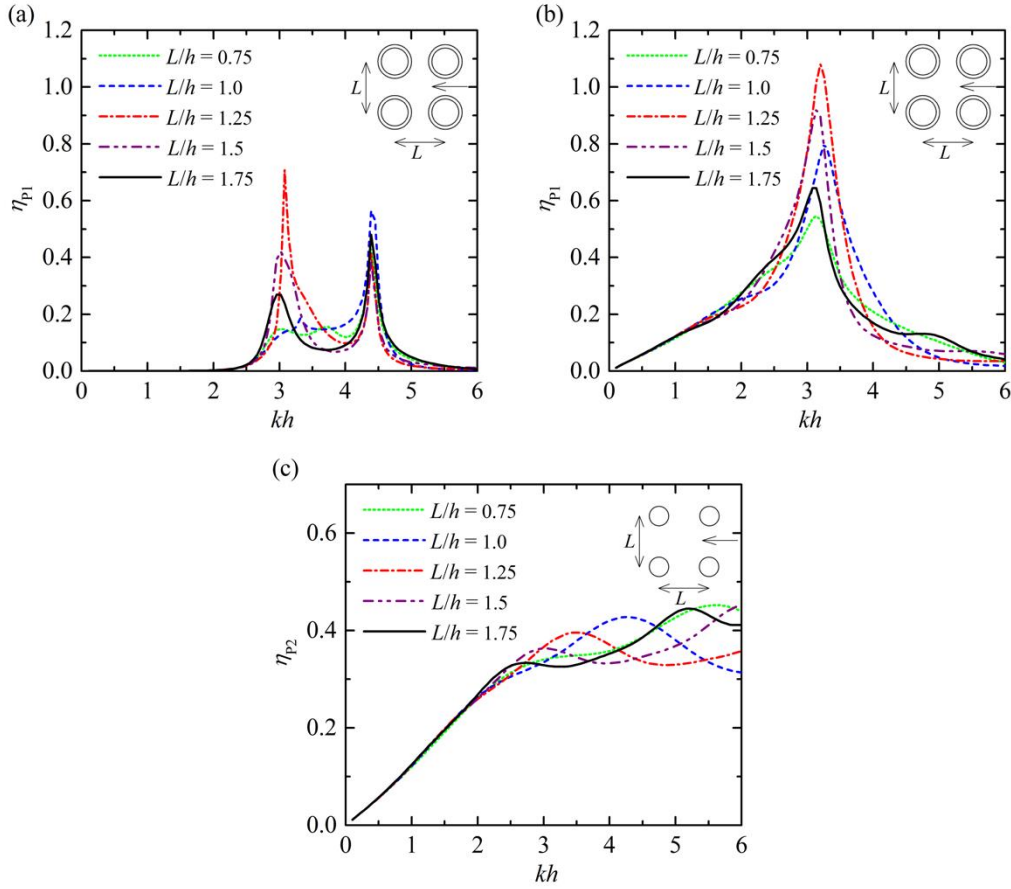 (a)
1.2
1.0
0.8
0.6
0.4
0.2
0.0
η_P1
L/h = 0.75
L/h = 1.0
L/h = 1.25
L/h = 1.5
L/h = 1.75
L
L
0 1 2 3 4 5 6
kh
(b)
1.2
1.0
0.8
0.6
0.4
0.2
0.0
η_P1
L/h = 0.75
L/h = 1.0
L/h = 1.25
L/h = 1.5
L/h = 1.75
L
L
0 1 2 3 4 5 6
kh
(c)
0.6
0.4
0.2
0.0
η_P2
L/h = 0.75
L/h = 1.0
L/h = 1.25
L/h = 1.5
L/h = 1.75
L
L
0 1 2 3 4 5 6
kh